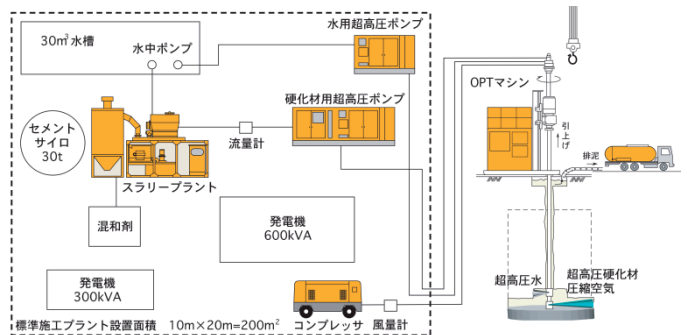 30㎥水槽
水中ポンプ
水用超高圧ポンプ
OPTマシン
硬化材用超高圧ポンプ
セメント
サイロ
30t
流量計
引上げ
排泥
スラリープラント
混和剤
発電機
600kVA
発電機
300kVA
超高圧水
超高圧硬化材
圧縮空気
標準施工プラント設置面積 10m×20m=200m² コンプレッサ 風量計